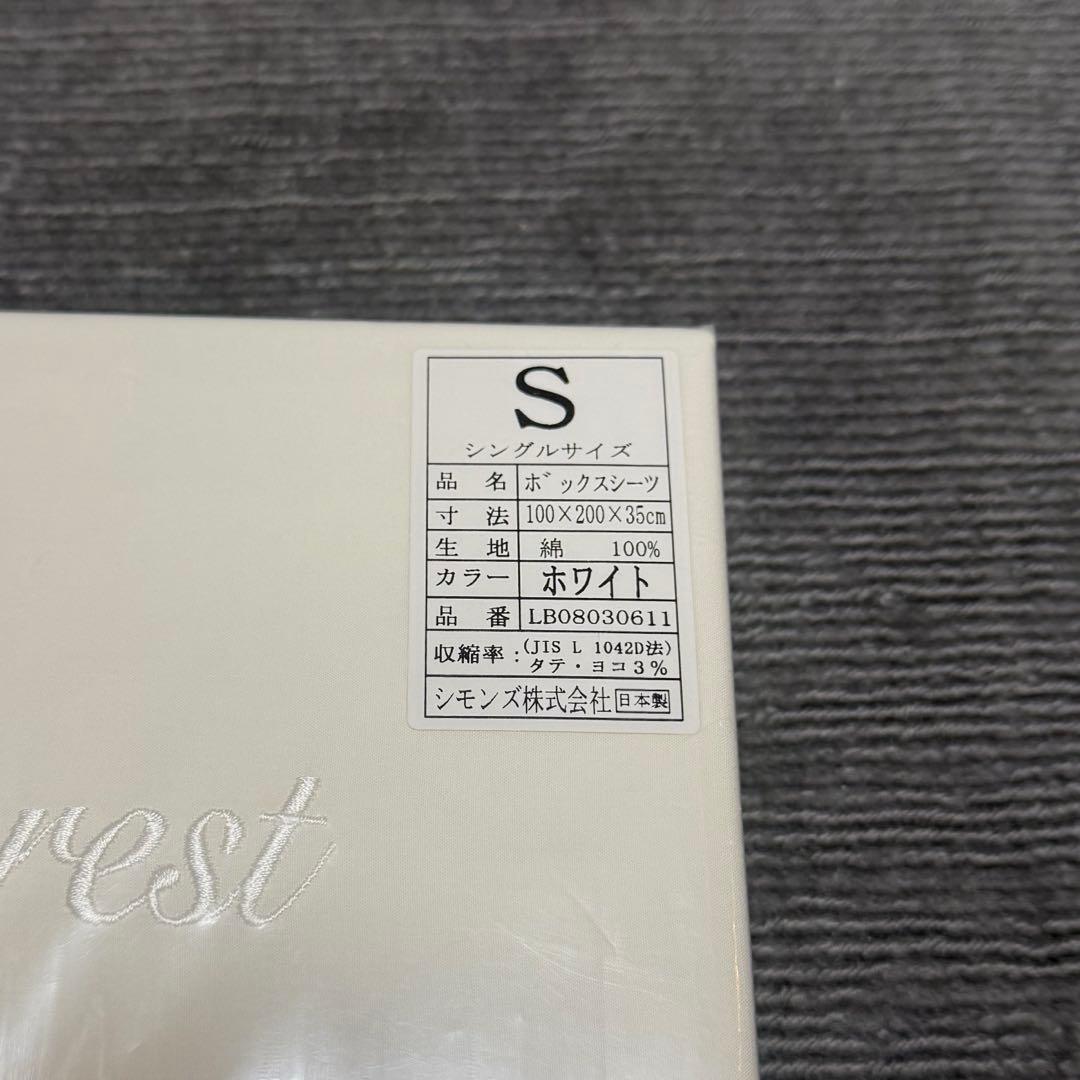 S
シングルサイズ
品名 ボックスシーツ
寸法 100×200×35cm
生地 綿 100%
カラー ホワイト
品番 LB08030611
収縮率：(JIS L 1042D法)
タテ・ヨコ3%
シモンズ株式会社 日本製
rest